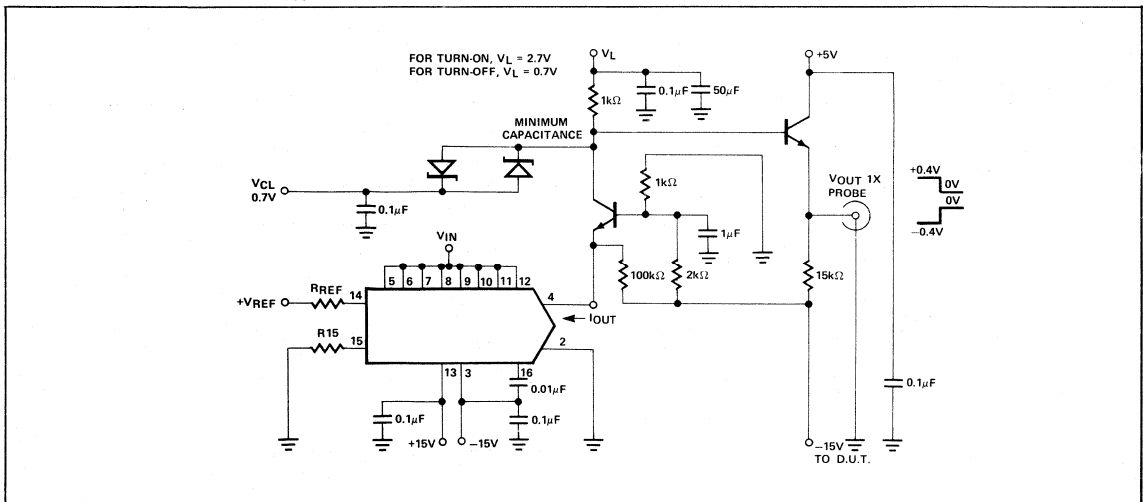 FOR TURN-ON, VL = 2.7V
FOR TURN-OFF, VL = 0.7V
VL
+5V
1kΩ
0.1μF
50μF
MINIMUM
CAPACITANCE
VCL
0.7V
0.1μF
1kΩ
VOUT 1X
PROBE
+0.4V
0V
0V
−0.4V
1μF
VIN
100kΩ
2kΩ
15kΩ
5 6 7 8 9 10 11 12
+VREF
RREF
14
4
IOUT
R15
15
2
13 3 16
0.01μF
0.1μF
0.1μF
0.1μF
+15V
−15V
−15V
TO D.U.T.